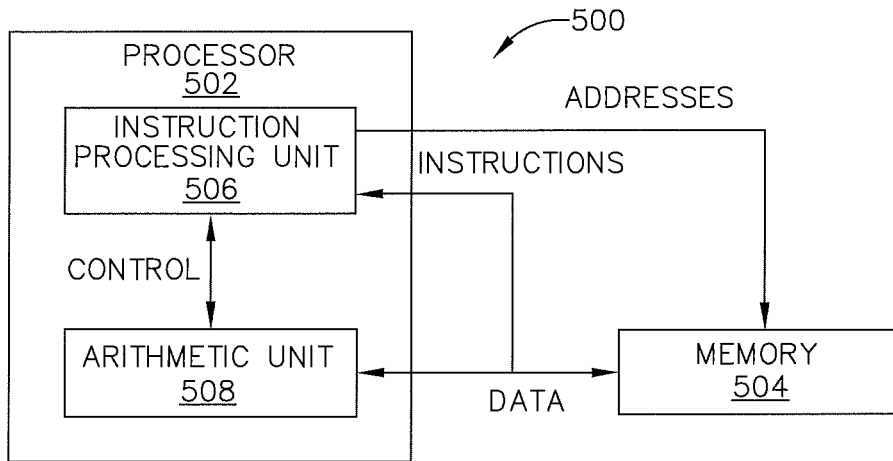 500
PROCESSOR
502
ADDRESSES
INSTRUCTION
PROCESSING UNIT
506
INSTRUCTIONS
CONTROL
ARITHMETIC UNIT
508
MEMORY
504
DATA